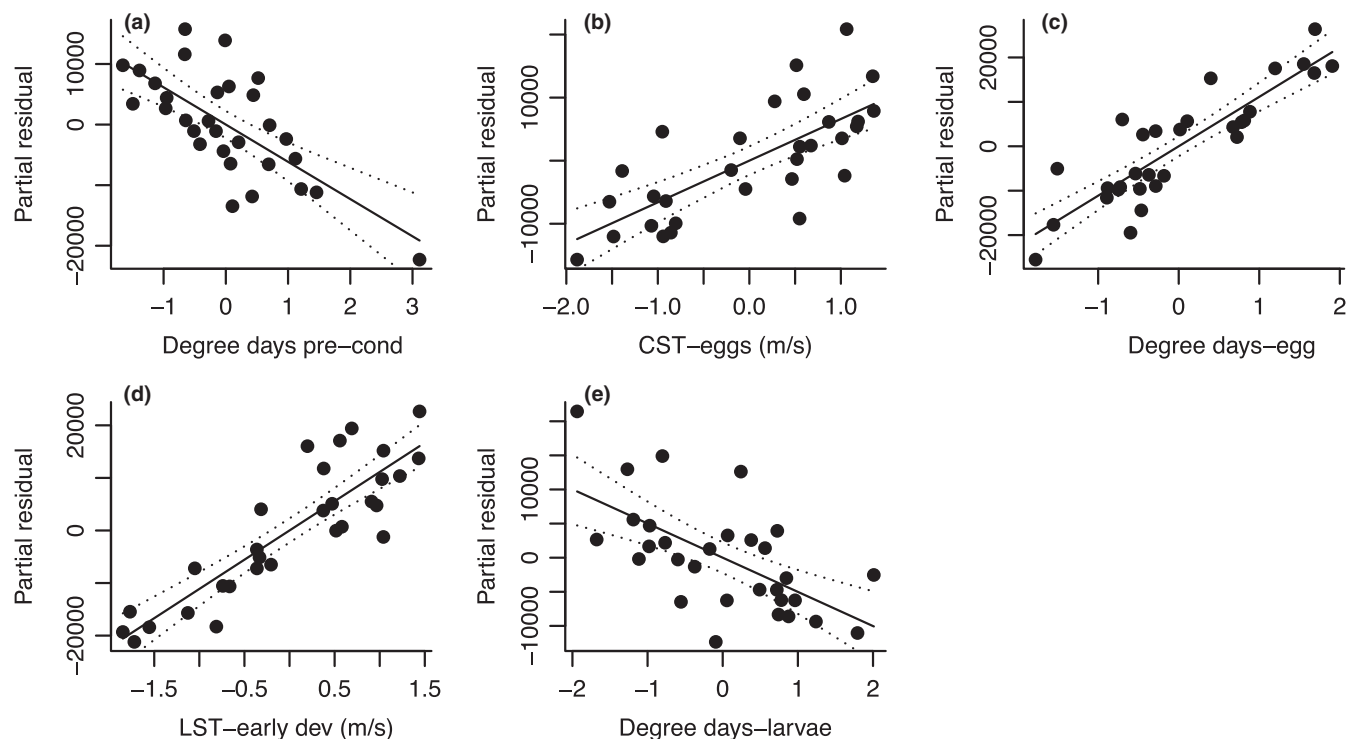 (a)
Partial residual
10000
0
−200000
−1 0 1 2 3
Degree days pre−cond
(b)
Partial residual
10000
−10000
−2.0 −1.0 0.0 1.0
CST−eggs (m/s)
(c)
Partial residual
20000
0
−20000
−1 0 1 2
Degree days−egg
(d)
Partial residual
20000
0
−200000
−1.5 −0.5 0.5 1.5
LST−early dev (m/s)
(e)
Partial residual
10000
0
−10000
−2 −1 0 1 2
Degree days−larvae